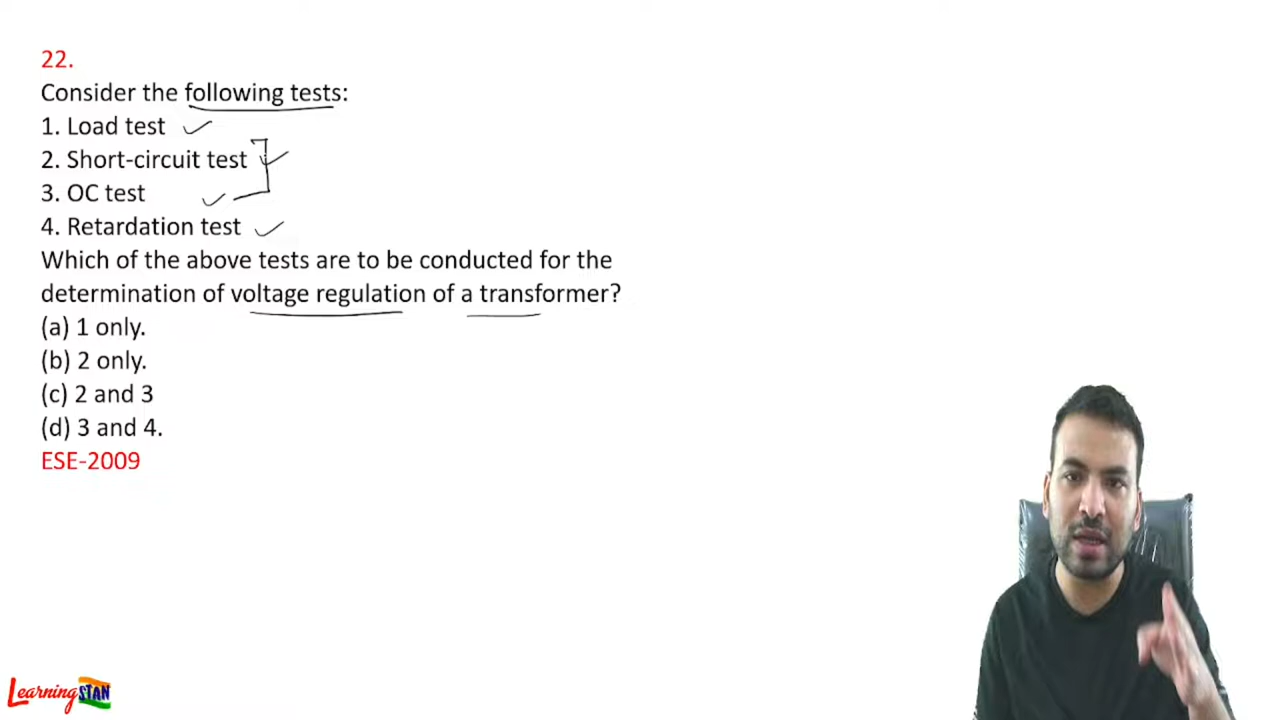 22.
Consider the following tests:
1. Load test
2. Short-circuit test
3. OC test
4. Retardation test
Which of the above tests are to be conducted for the
determination of voltage regulation of a transformer?
(a) 1 only.
(b) 2 only.
(c) 2 and 3
(d) 3 and 4.
ESE-2009
LearningSTAN